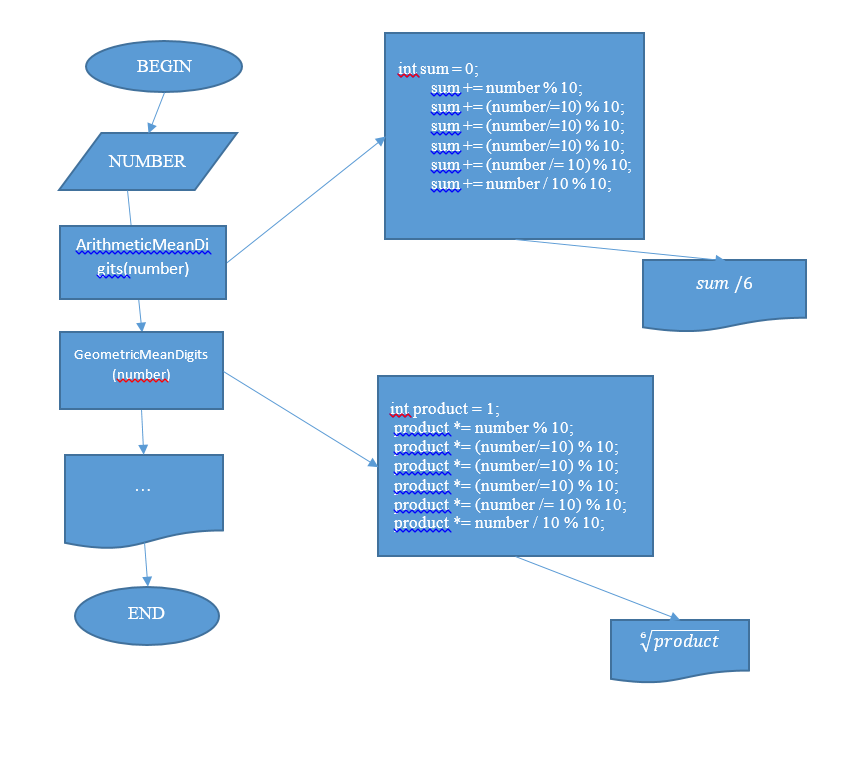 BEGIN
NUMBER
ArithmeticMeanDi
gits(number)
GeometricMeanDigits
(number)
...
END
int sum = 0;
sum += number % 10;
sum += (number/=10) % 10;
sum += (number/=10) % 10;
sum += (number/=10) % 10;
sum += (number /= 10) % 10;
sum += number / 10 % 10;
sum /6
int product = 1;
product *= number % 10;
product *= (number/=10) % 10;
product *= (number/=10) % 10;
product *= (number/=10) % 10;
product *= (number /= 10) % 10;
product *= number / 10 % 10;
⁶√product